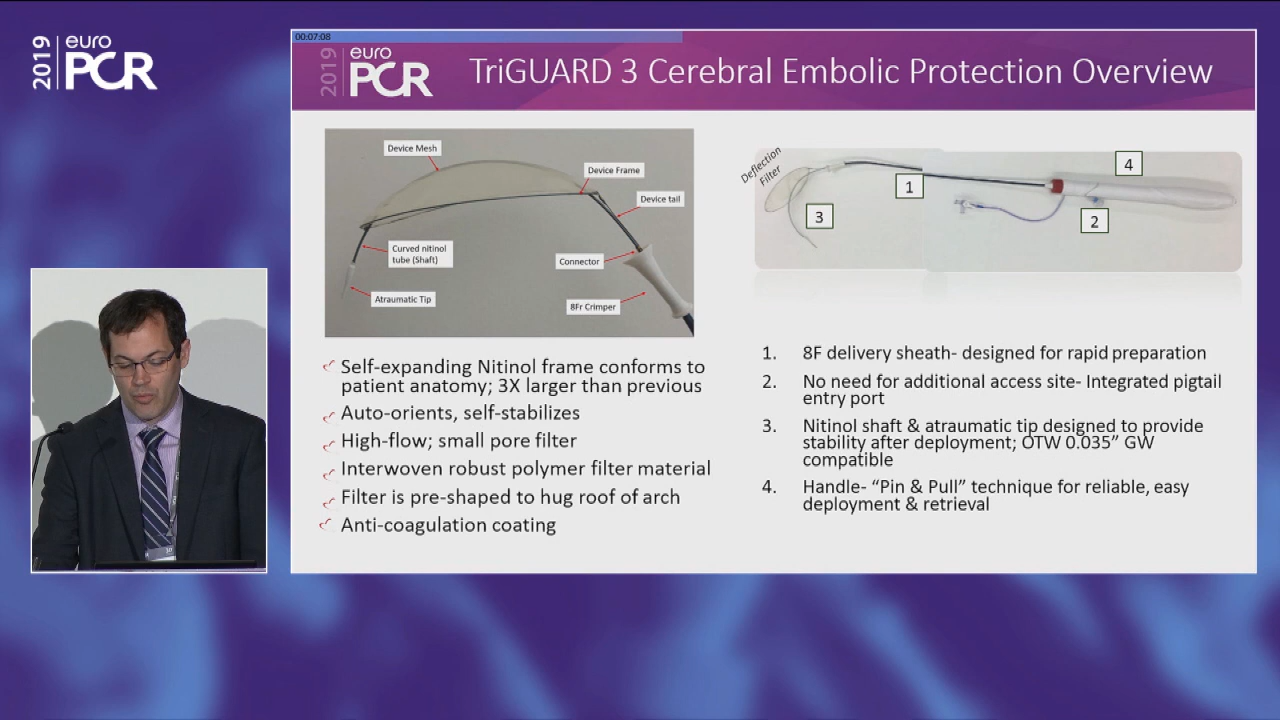 2019
euro
PCR
00:07:08
2019
euro
PCR
TriGUARD 3 Cerebral Embolic Protection Overview
Device Mesh
Device Frame
Device tail
Curved nitinol
tube (Shaft)
Connector
Atraumatic Tip
8Fr Crimper
Deflection
Filter
1
2
3
4
Self-expanding Nitinol frame conforms to
patient anatomy; 3X larger than previous
Auto-orients, self-stabilizes
High-flow; small pore filter
Interwoven robust polymer filter material
Filter is pre-shaped to hug roof of arch
Anti-coagulation coating
1. 8F delivery sheath- designed for rapid preparation
2. No need for additional access site- Integrated pigtail
entry port
3. Nitinol shaft & atraumatic tip designed to provide
stability after deployment; OTW 0.035” GW
compatible
4. Handle- “Pin & Pull” technique for reliable, easy
deployment & retrieval